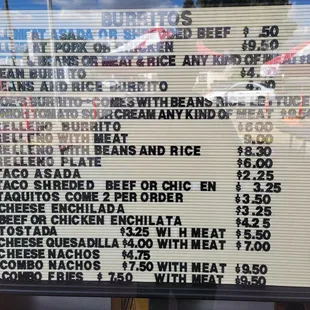 BURRITOS
MEAT ASADA OR SHREDED BEEF $ .50
MEAT PORK OR CHICKEN $9.50
BEANS OR MEAT & RICE ANY KIND OF
BEAN BURRITO
BEANS AND RICE BURRITO
BURRITO-COMES WITH BEANS RICE
TOMATO SOUR CREAM ANY KIND OF MEAT
RELLENO BURRITO
RELLENO WITH MEAT 9.00
RELLENO WITH BEANS AND RICE $8.30
RELLENO PLATE $6.00
TACO ASADA $2.25
TACO SHREDED BEEF OR CHIC EN $ 3.25
TAQUITOS COME 2 PER ORDER $3.50
CHEESE ENCHILADA $3.25
BEEF OR CHICKEN ENCHILATA $4.25
TOSTADA $3.25 WI H MEAT $5.50
CHEESE QUESADILLA $4.00 WITH MEAT $7.00
CHEESE NACHOS $4.75
COMBO NACHOS $7.50 WITH MEAT $9.50
COMBO FRIES $7.50 WITH MEAT $9.50